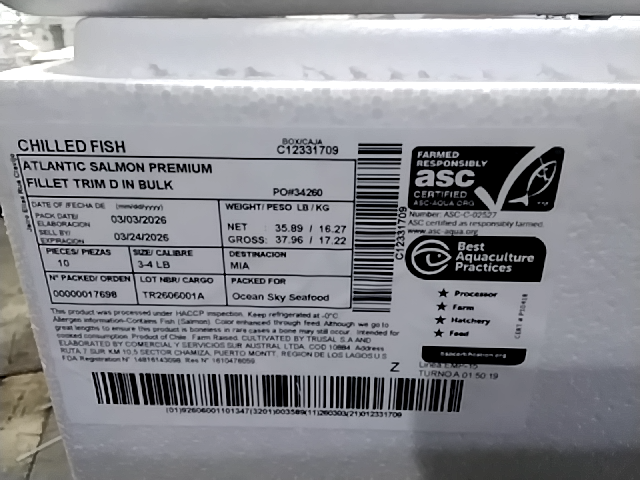 CHILLED FISH
BOX/CAJA
C12331709
ATLANTIC SALMON PREMIUM
FILLET TRIM D IN BULK
PO#34260
DATE OF /FECHA DE (mm/dd/yyyy)
PACK DATE/
ELABORACION 03/03/2026
SELL BY/
EXPIRACION 03/24/2026
WEIGHT/ PESO LB / KG
NET : 35.89 / 16.27
GROSS: 37.96 / 17.22
PIECES/ PIEZAS
10
SIZE/ CALIBRE
3-4 LB
DESTINACION
MIA
N° PACKED/ ORDEN
00000017698
LOT NBR/ CARGO
TR2606001A
PACKED FOR/
Ocean Sky Seafood
This product was processed under HACCP inspection. Keep refrigerated at -0°C
Allergen information-Contains Fish (Salmon). Color enhanced through feed. Although we go to
great lengths to ensure this product is boneless in rare cases a bone may still occur. Intended for
cooked consumption. Product of Chile. Farm Raised. CULTIVATED BY TRUSAL S.A AND
ELABORATED BY COMERCIAL Y SERVICIOS SUR AUSTRAL LTDA. COD 10884. Address
RUTA 7 SUR KM 10,5 SECTOR CHAMIZA, PUERTO MONTT. REGION DE LOS LAGOS
FDA Registration N° 14816143098
Z
(01)92606001101347(3201)003589(11)260303(21)012331709
C12331709
FARMED
RESPONSIBLY
asc
CERTIFIED
ASC-AQUA.ORG
Number: ASC-C-02527
ASC certified as responsibly farmed.
www.asc-aqua.org
Best
Aquaculture
Practices
★ Processor
★ Farm
★ Hatchery
★ Feed
bapcertification.org
Linea:EMP-15
TURNO A 01:50:19